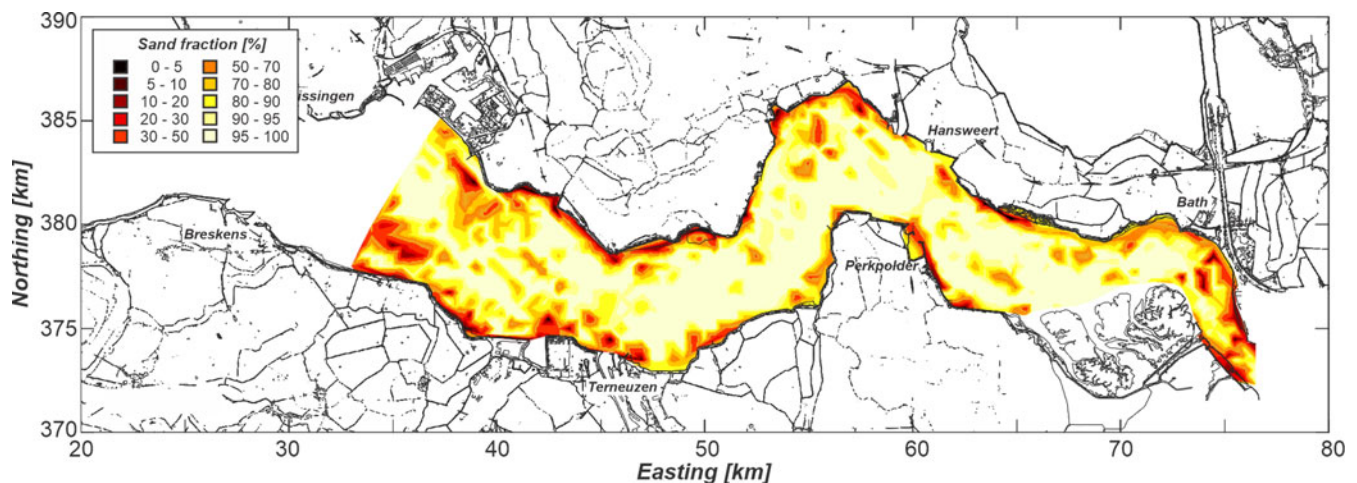 390
385
380
375
370
Northing [km]
Sand fraction [%]
0 - 5
5 - 10
10 - 20
20 - 30
30 - 50
50 - 70
70 - 80
80 - 90
90 - 95
95 - 100
issingen
Hansweert
Bath
Breskens
Perkpolder
Terneuzen
20
30
40
50
60
70
80
Easting [km]